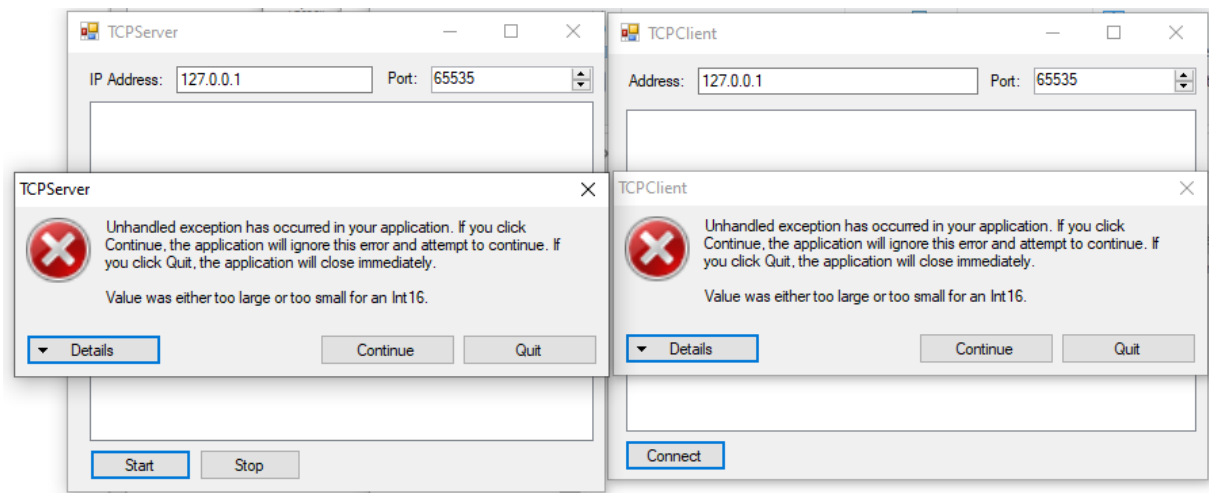 TCPServer
IP Address: 127.0.0.1 Port: 65535
TCPServer
Unhandled exception has occurred in your application. If you click
Continue, the application will ignore this error and attempt to continue. If
you click Quit, the application will close immediately.
Value was either too large or too small for an Int16.
Details Continue Quit
Start Stop
TCPClient
Address: 127.0.0.1 Port: 65535
TCPClient
Unhandled exception has occurred in your application. If you click
Continue, the application will ignore this error and attempt to continue. If
you click Quit, the application will close immediately.
Value was either too large or too small for an Int16.
Details Continue Quit
Connect